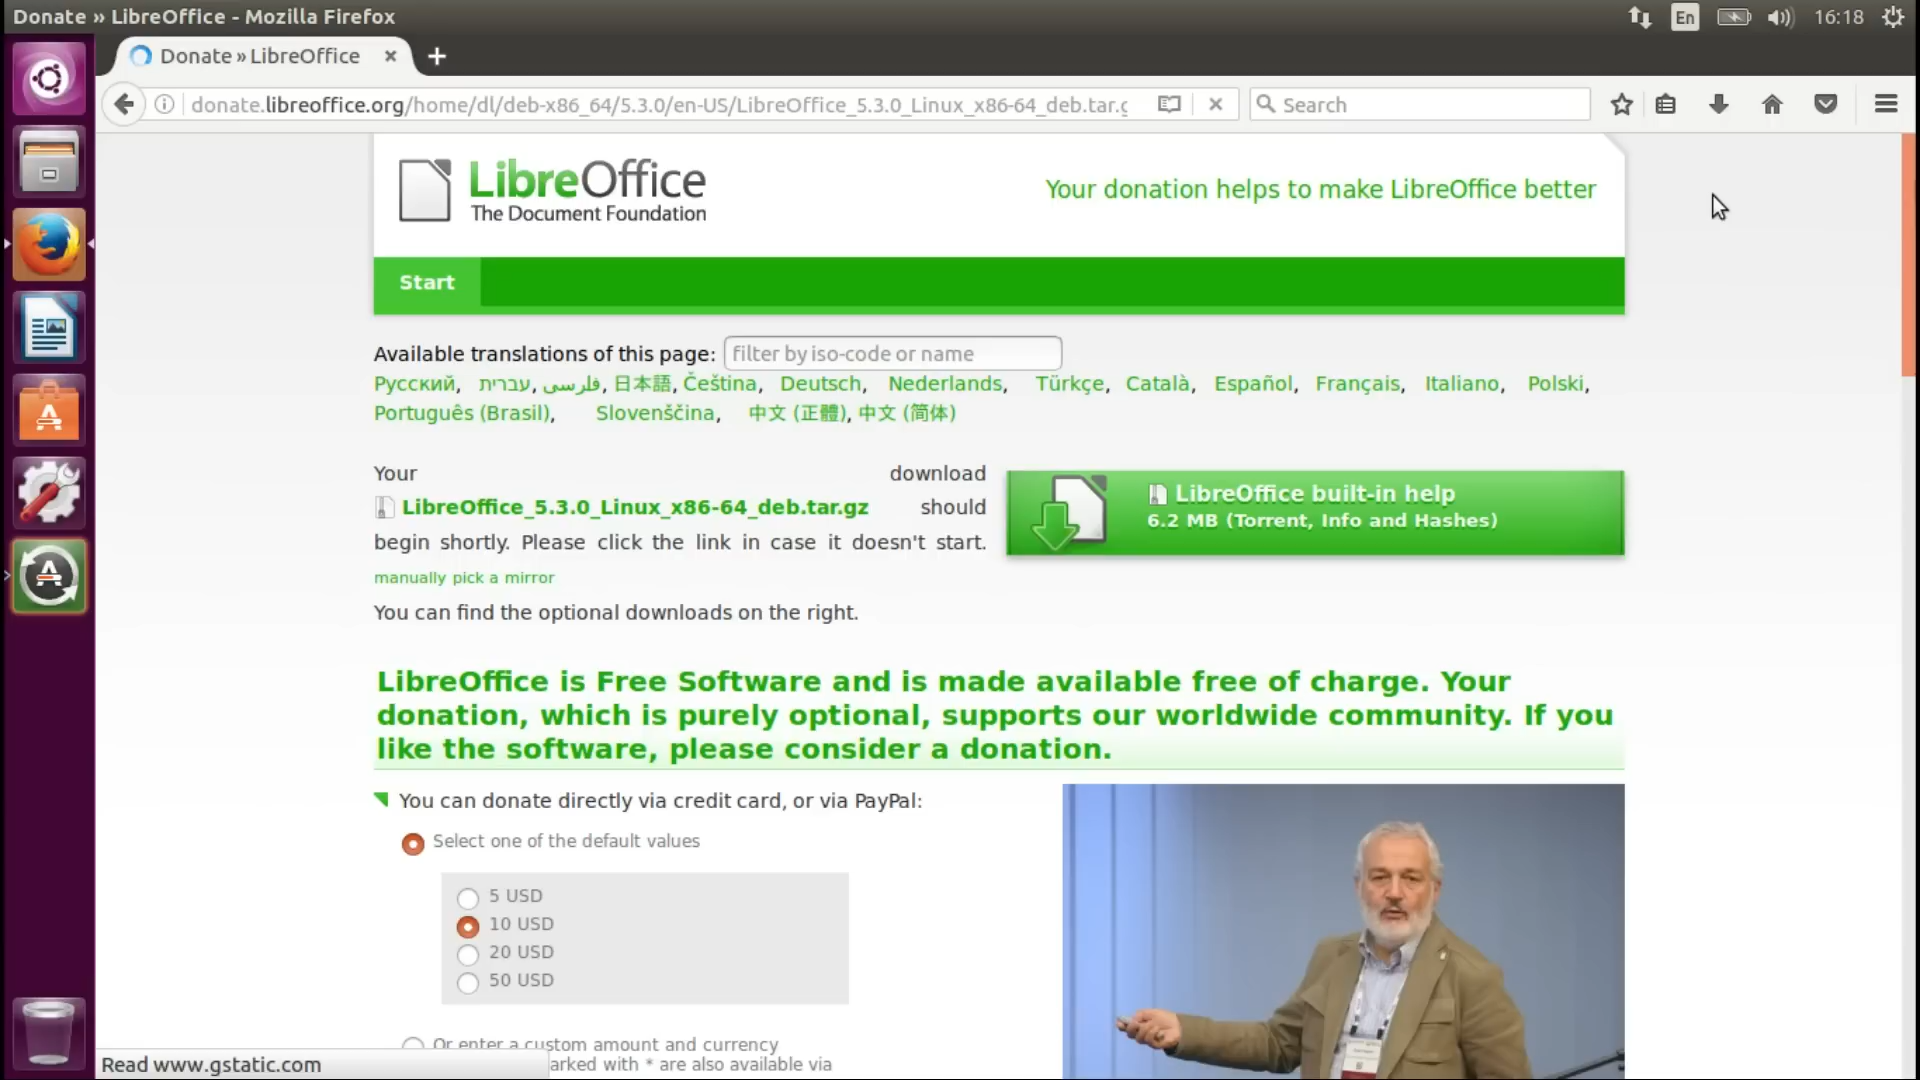 Donate » LibreOffice - Mozilla Firefox
En
16:18
Donate » LibreOffice
donate.libreoffice.org/home/dl/deb-x86_64/5.3.0/en-US/LibreOffice_5.3.0_Linux_x86-64_deb.tar.g
Search
LibreOffice
The Document Foundation
Your donation helps to make LibreOffice better
Start
Available translations of this page: filter by iso-code or name
Русский, עברית, فارسی, 日本語, Čeština, Deutsch, Nederlands, Türkçe, Català, Español, Français, Italiano, Polski,
Português (Brasil), Slovenščina, 中文 (正體), 中文 (简体)
Your download
LibreOffice_5.3.0_Linux_x86-64_deb.tar.gz should
begin shortly. Please click the link in case it doesn't start.
manually pick a mirror
You can find the optional downloads on the right.
LibreOffice built-in help
6.2 MB (Torrent, Info and Hashes)
LibreOffice is Free Software and is made available free of charge. Your
donation, which is purely optional, supports our worldwide community. If you
like the software, please consider a donation.
You can donate directly via credit card, or via PayPal:
Select one of the default values
5 USD
10 USD
20 USD
50 USD
Or enter a custom amount and currency
arked with * are also available via
Read www.gstatic.com